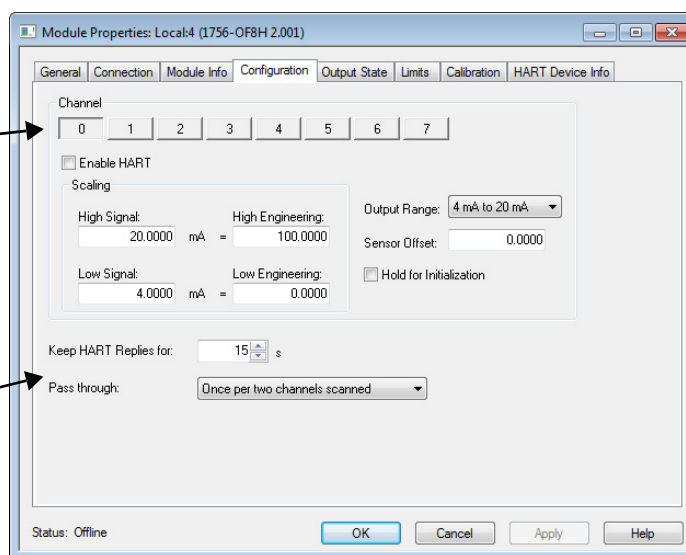 Module Properties: Local:4 (1756-OF8H 2.001)
General Connection Module Info Configuration Output State Limits Calibration HART Device Info
Channel
0 1 2 3 4 5 6 7
Enable HART
Scaling
High Signal: High Engineering:
20.0000 mA = 100.0000
Low Signal: Low Engineering:
4.0000 mA = 0.0000
Output Range: 4 mA to 20 mA
Sensor Offset: 0.0000
Hold for Initialization
Keep HART Replies for: 15 s
Pass through: Once per two channels scanned
Status: Offline OK Cancel Apply Help